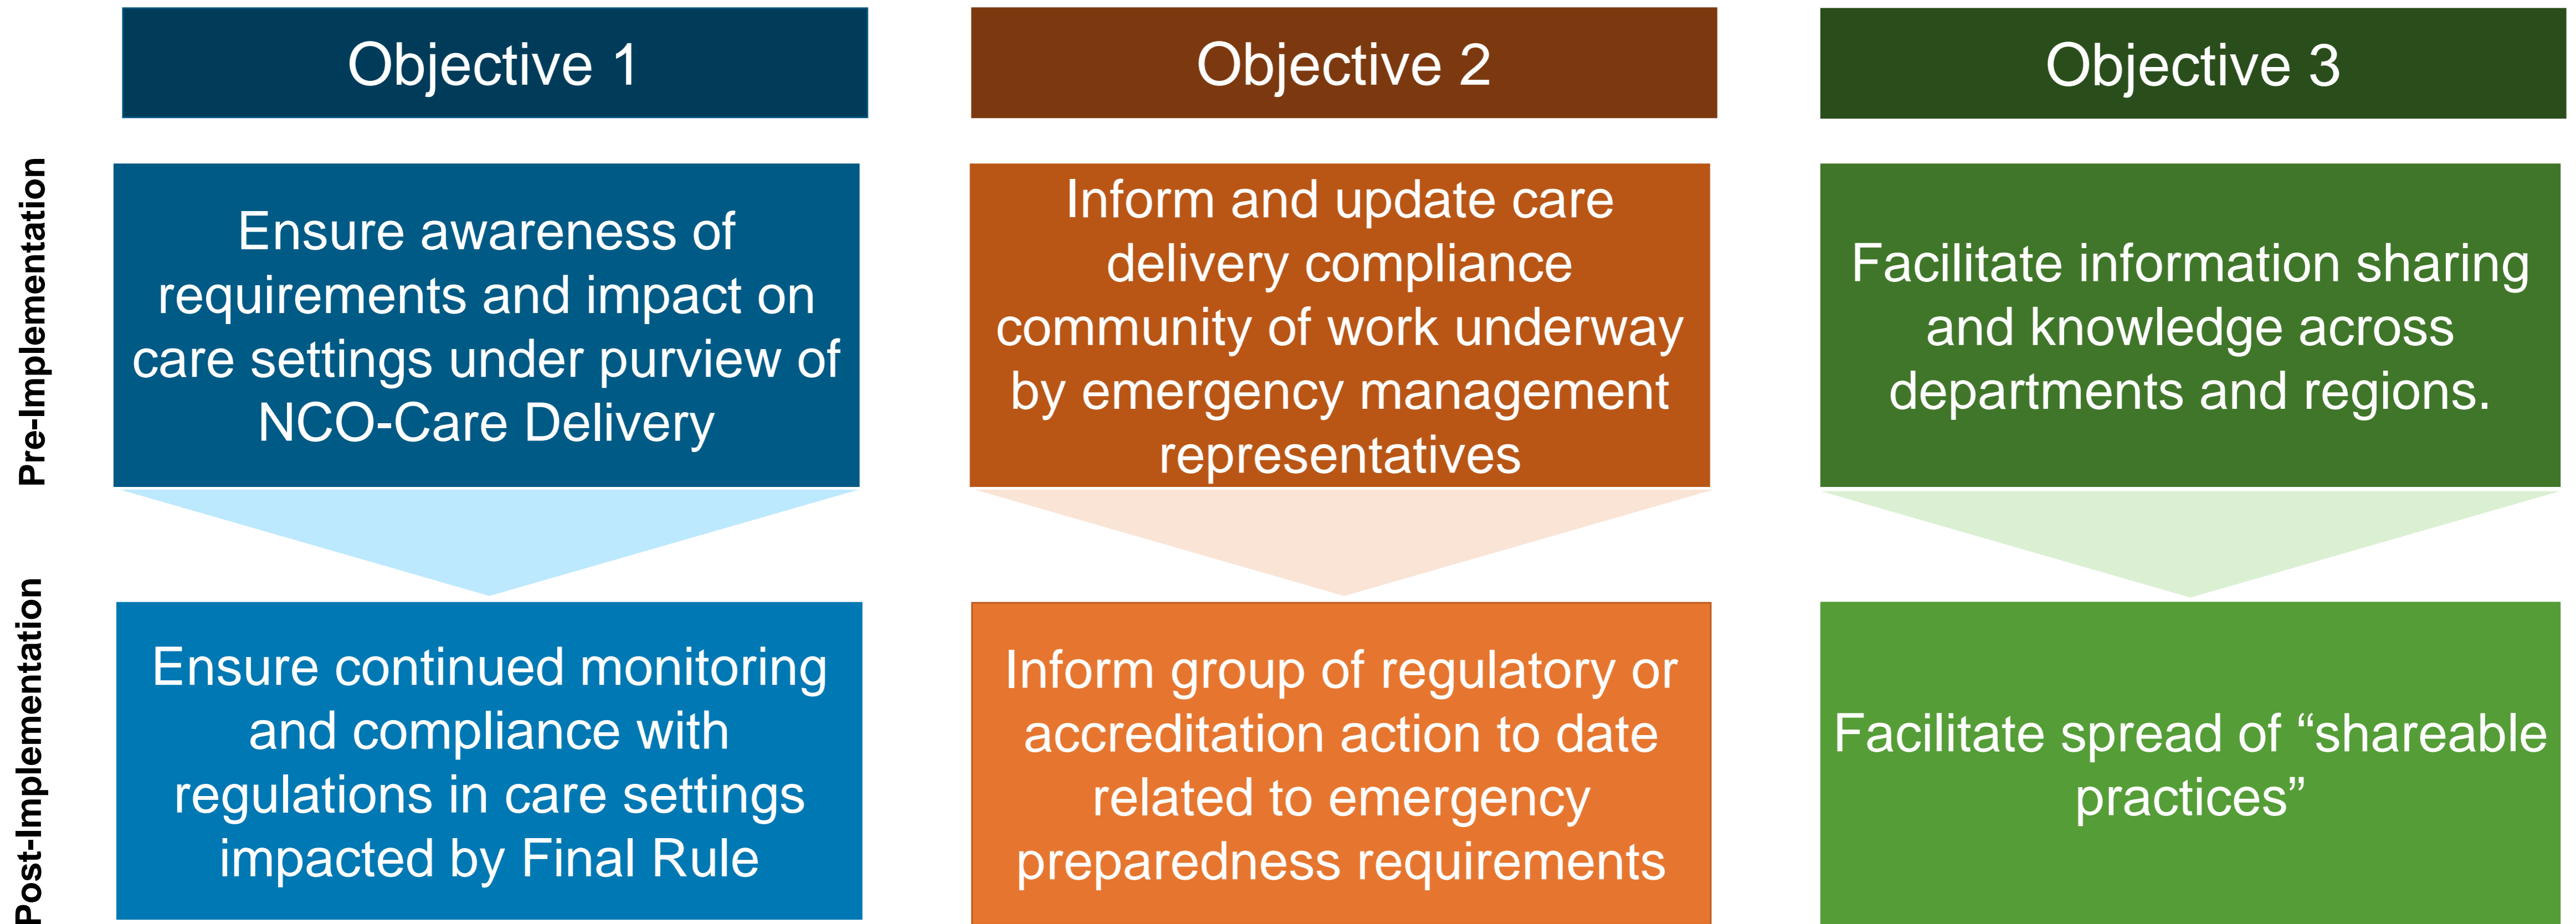 Objective 1
Objective 2
Objective 3
Pre-Implementation
Ensure awareness of
requirements and impact on
care settings under purview of
NCO-Care Delivery
Inform and update care
delivery compliance
community of work underway
by emergency management
representatives
Facilitate information sharing
and knowledge across
departments and regions.
Post-Implementation
Ensure continued monitoring
and compliance with
regulations in care settings
impacted by Final Rule
Inform group of regulatory or
accreditation action to date
related to emergency
preparedness requirements
Facilitate spread of “shareable
practices”